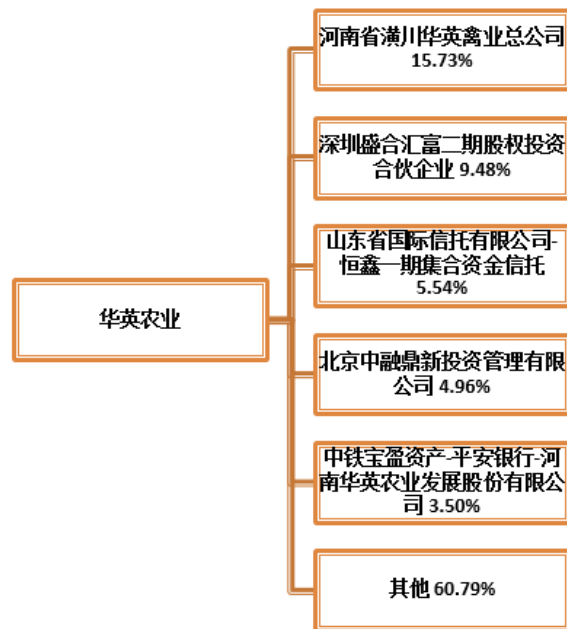 河南省潢川华英禽业总公司
15.73%
深圳盛合汇富二期股权投资
合伙企业 9.48%
山东省国际信托有限公司-
恒鑫一期集合资金信托
5.54%
华英农业
北京中融鼎新投资管理有限
公司 4.96%
中铁宝盈资产-平安银行-河
南华英农业发展股份有限公
司 3.50%
其他 60.79%